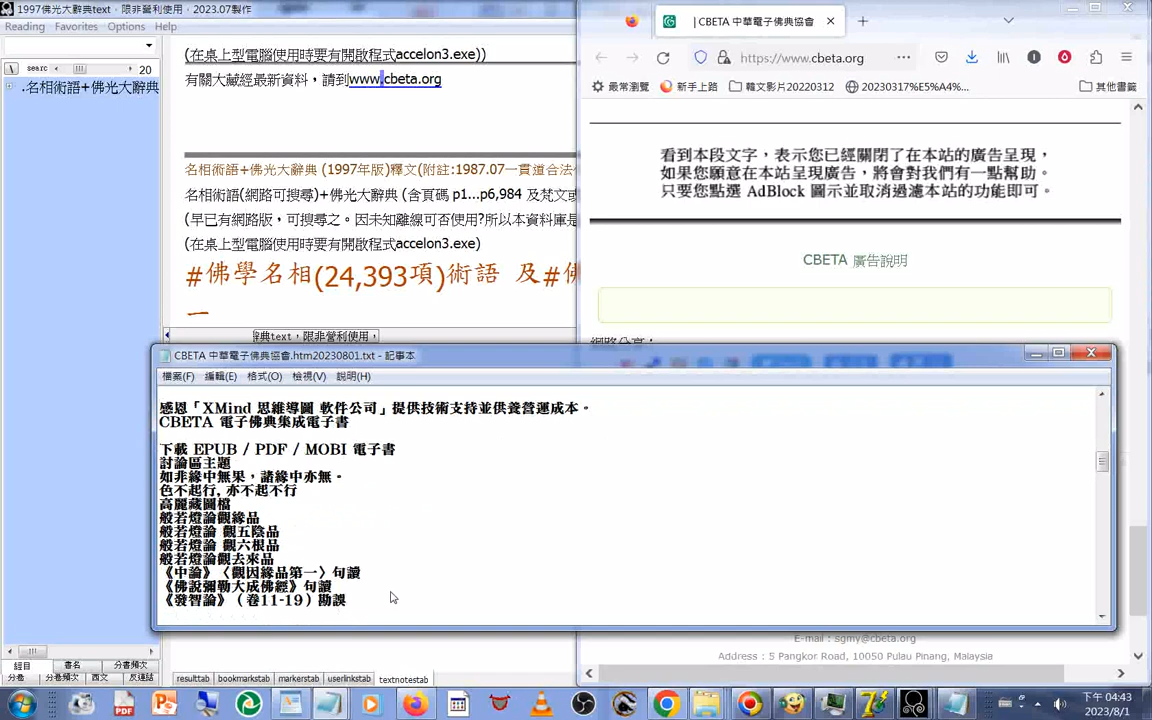 1997佛光大辭典text，限非營利使用，2023.07製作
Reading Favorites Options Help
searc 20
.名相術語+佛光大辭典
(在桌上型電腦使用時要有開啟程式accelon3.exe))
有關大藏經最新資料，請到www.cbeta.org
名相術語+佛光大辭典 (1997年版)釋文(附註:1987.07一貫道合法
名相術語(網路可搜尋)+佛光大辭典 (含頁碼 p1...p6,984 及梵文或
(早已有網路版，可搜尋之。因未知離線可否使用?所以本資料庫是
(在桌上型電腦使用時要有開啟程式accelon3.exe)
#佛學名相(24,393項)術語 及#佛
一
典text，限非營利使用，
| CBETA 中華電子佛典協會
https://www.cbeta.org
最常瀏覽 新手上路 韓文影片20220312 20230317%E5%A4%... 其他書籤
看到本段文字，表示您已經關閉了在本站的廣告呈現，
如果您願意在本站呈現廣告，將會對我們有一點幫助。
只要您點選 AdBlock 圖示並取消過濾本站的功能即可。
CBETA 廣告說明
CBETA 中華電子佛典協會.htm20230801.txt - 記事本
檔案(F) 編輯(E) 格式(O) 檢視(V) 說明(H)
感恩「XMind 思維導圖 軟件公司」提供技術支持並供養營運成本。
CBETA 電子佛典集成電子書
下載 EPUB / PDF / MOBI 電子書
討論區主題
如非緣中無果，諸緣中亦無。
色不起行, 亦不起不行
高麗藏圖檔
般若燈論觀緣品
般若燈論 觀五陰品
般若燈論 觀六根品
般若燈論觀去來品
《中論》〈觀因緣品第一〉句讀
《佛說彌勒大成佛經》句讀
《發智論》（卷11-19）勘誤
E-mail : sgmy@cbeta.org
Address : 5 Pangkor Road, 10050 Pulau Pinang, Malaysia
經目 書名 分書頻次
分卷 分卷頻次 西文 反連結
resulttab bookmarkstab markerstab userlinkstab textnotestab
下午 04:43
2023/8/1